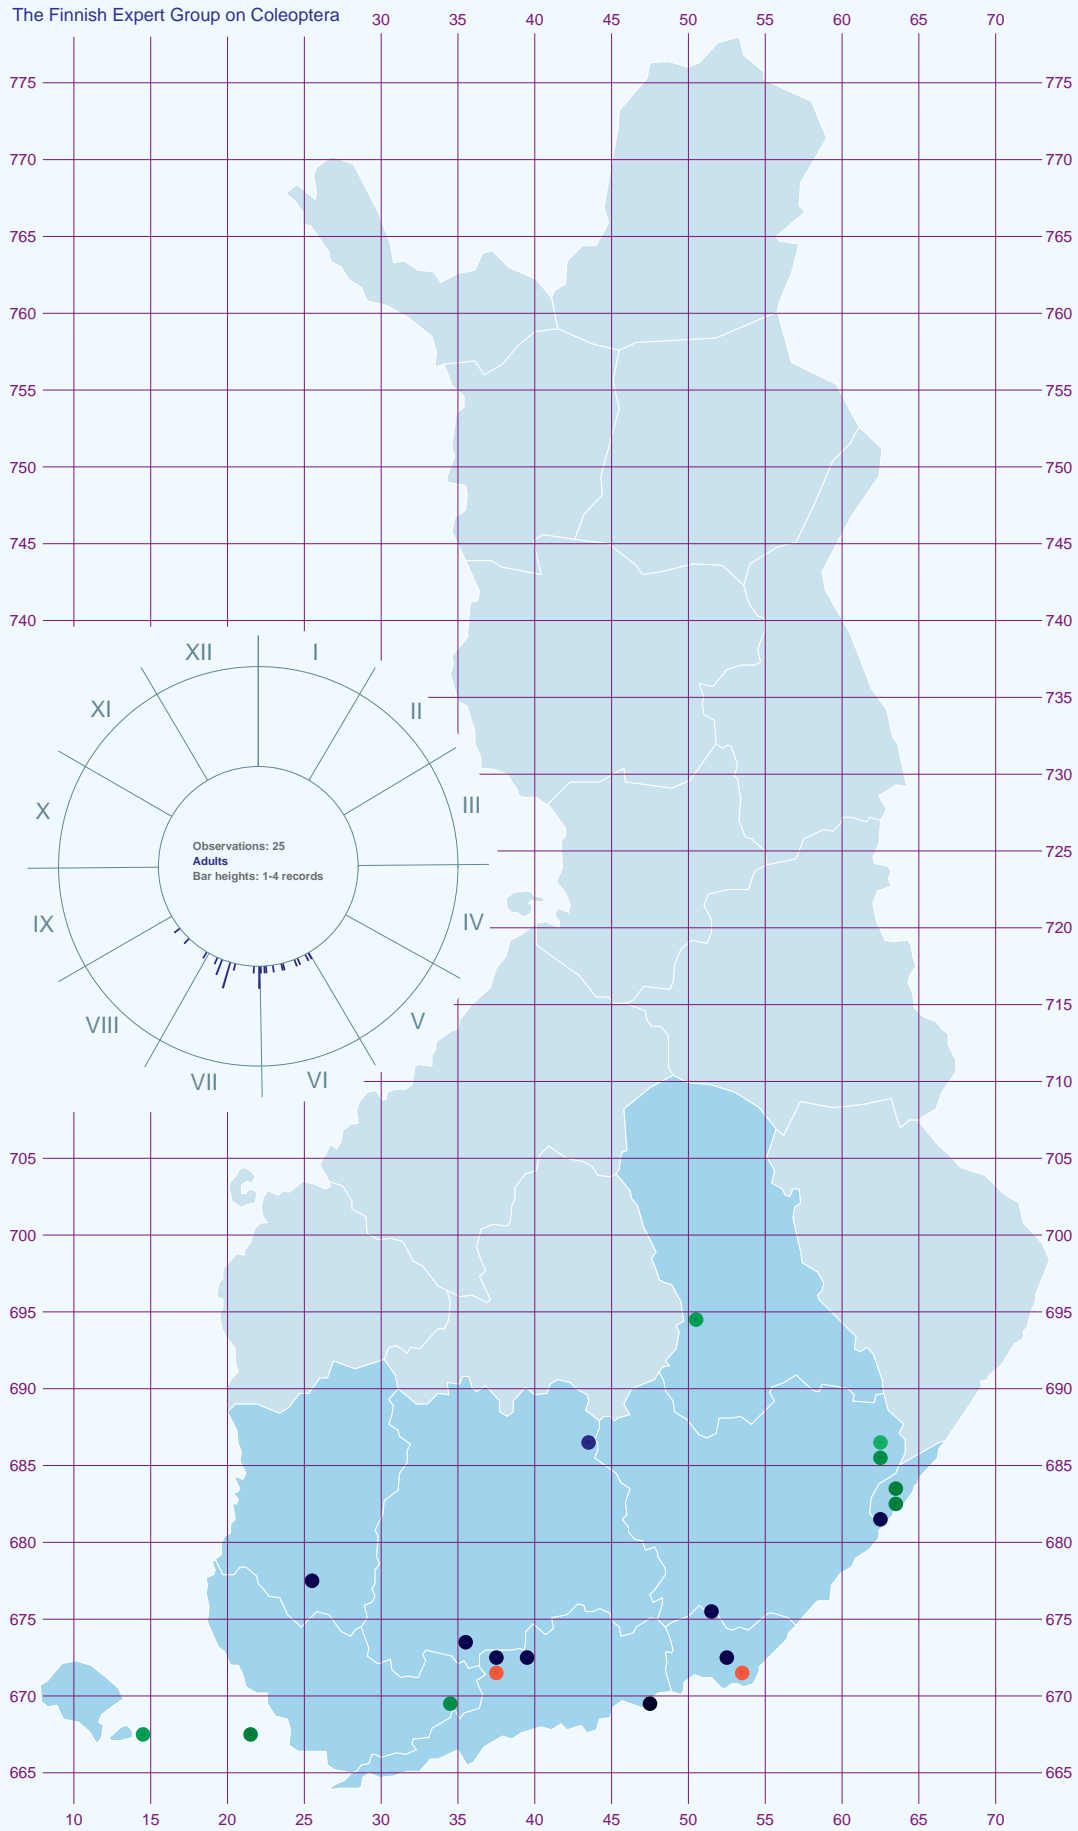 The Finnish Expert Group on Coleoptera
30 35 40 45 50 55 60 65 70
775 775
770 770
765 765
760 760
755 755
750 750
745 745
740 740
XII I
XI II
735
730
X III
725
Observations: 25
Adults
Bar heights: 1-4 records
IX IV
720
715
VIII V
VII VI
710
705 705
700 700
695 695
690 690
685 685
680 680
675 675
670 670
665 665
10 15 20 25 30 35 40 45 50 55 60 65 70